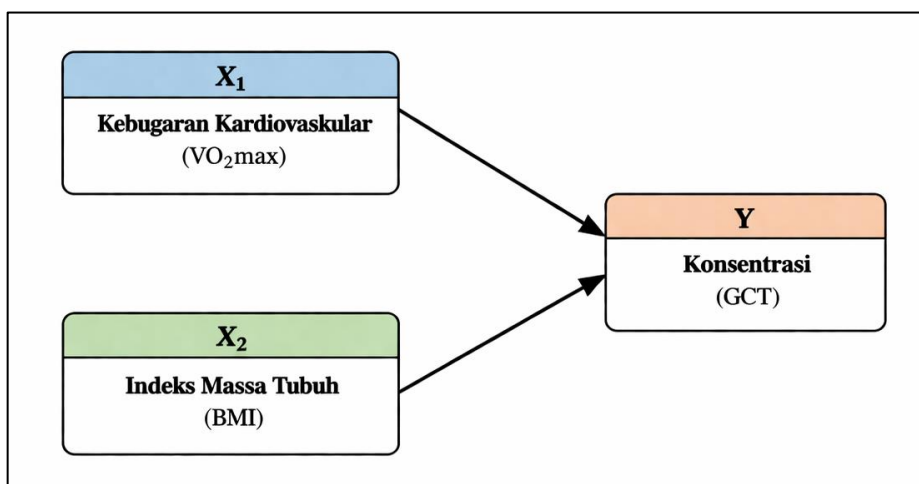 X₁
Kebugaran Kardiovaskular
(VO₂max)
Y
Konsentrasi
(GCT)
X₂
Indeks Massa Tubuh
(BMI)